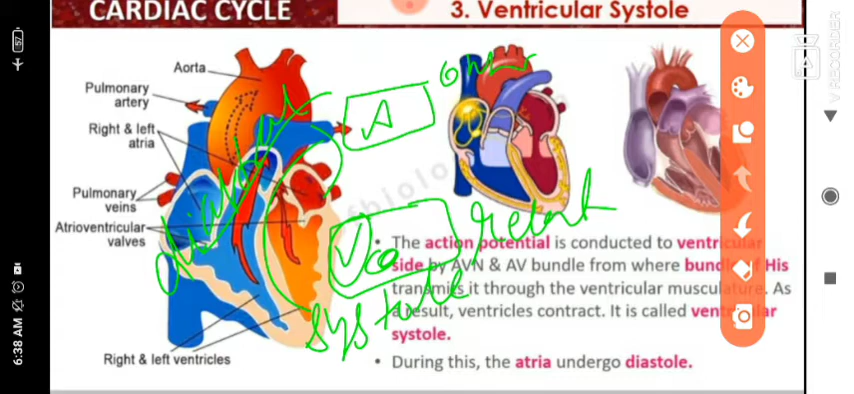 CARDIAC CYCLE
3. Ventricular Systole
Aorta
Pulmonary
artery
Right & left
atria
Pulmonary
veins
Atrioventricular
valves
Right & left ventricles
A
V
systole
• The action potential is conducted to ventricular
side by AVN & AV bundle from where bundle of His
transmits it through the ventricular musculature. As
a result, ventricles contract. It is called ventricular
systole.
• During this, the atria undergo diastole.
57
6:38 AM
V RECORDER